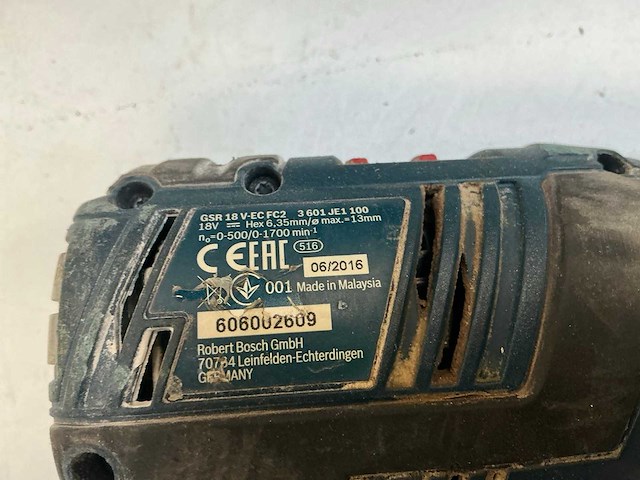 GSR 18 V-EC FC2 3 601 JE1 100
18V ⎓ Hex 6,35mm/ø max.=13mm
n₀=0-500/0-1700 min⁻¹
CE EAC 516
06/2016
001 Made in Malaysia
606002609
Robert Bosch GmbH
70764 Leinfelden-Echterdingen
GERMANY